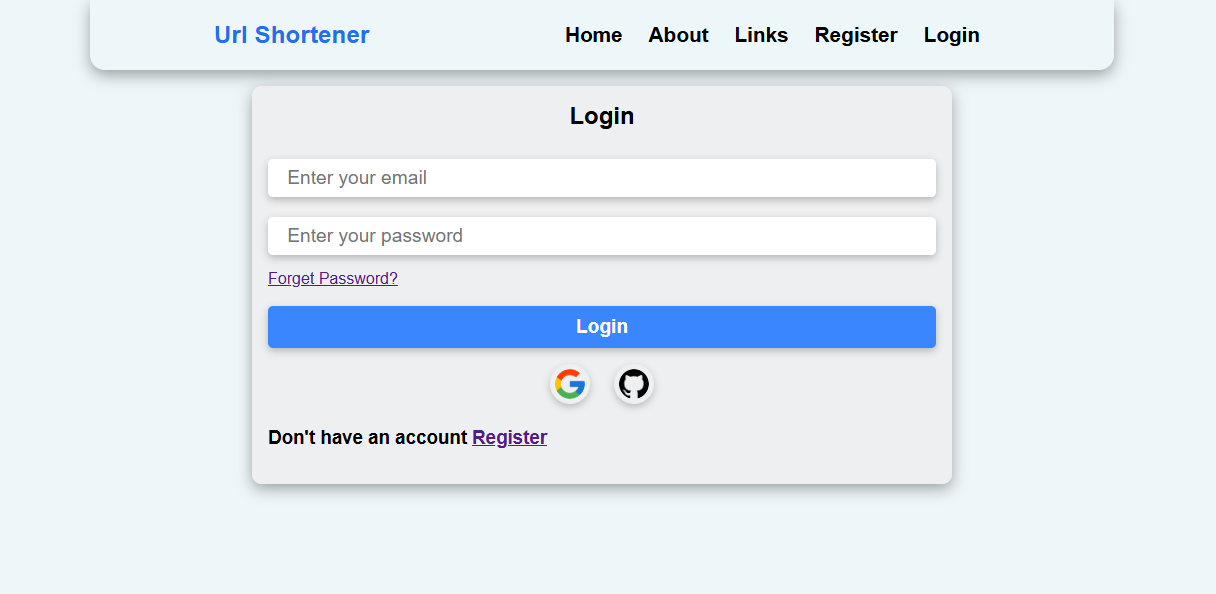 Url Shortener Home About Links Register Login
Login
Enter your email
Enter your password
Forget Password?
Login
Don't have an account Register